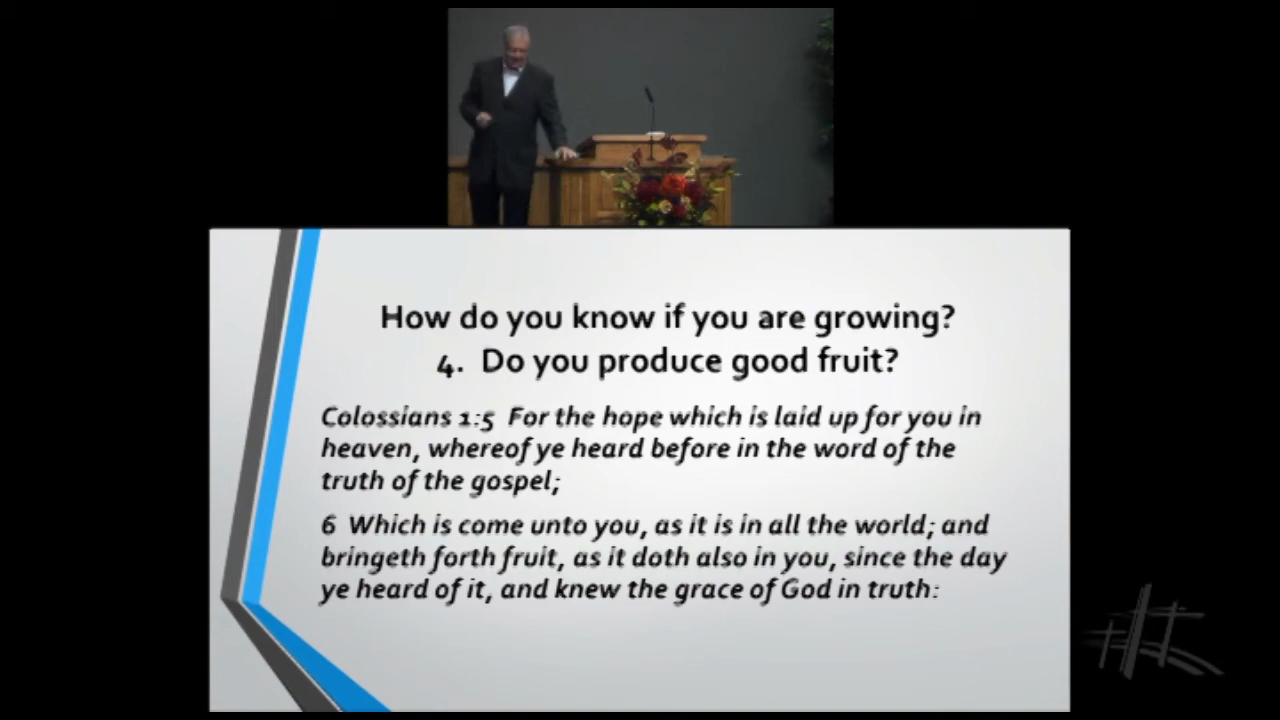 How do you know if you are growing?
4. Do you produce good fruit?
Colossians 1:5 For the hope which is laid up for you in
heaven, whereof ye heard before in the word of the
truth of the gospel;
6 Which is come unto you, as it is in all the world; and
bringeth forth fruit, as it doth also in you, since the day
ye heard of it, and knew the grace of God in truth: